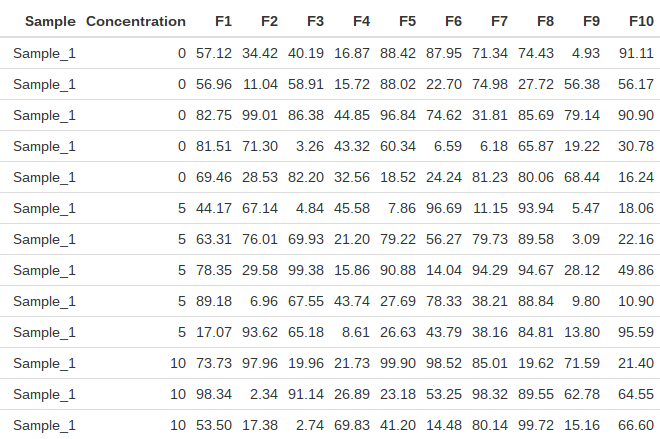 Sample Concentration F1 F2 F3 F4 F5 F6 F7 F8 F9 F10
Sample_1 0 57.12 34.42 40.19 16.87 88.42 87.95 71.34 74.43 4.93 91.11
Sample_1 0 56.96 11.04 58.91 15.72 88.02 22.70 74.98 27.72 56.38 56.17
Sample_1 0 82.75 99.01 86.38 44.85 96.84 74.62 31.81 85.69 79.14 90.90
Sample_1 0 81.51 71.30 3.26 43.32 60.34 6.59 6.18 65.87 19.22 30.78
Sample_1 0 69.46 28.53 82.20 32.56 18.52 24.24 81.23 80.06 68.44 16.24
Sample_1 5 44.17 67.14 4.84 45.58 7.86 96.69 11.15 93.94 5.47 18.06
Sample_1 5 63.31 76.01 69.93 21.20 79.22 56.27 79.73 89.58 3.09 22.16
Sample_1 5 78.35 29.58 99.38 15.86 90.88 14.04 94.29 94.67 28.12 49.86
Sample_1 5 89.18 6.96 67.55 43.74 27.69 78.33 38.21 88.84 9.80 10.90
Sample_1 5 17.07 93.62 65.18 8.61 26.63 43.79 38.16 84.81 13.80 95.59
Sample_1 10 73.73 97.96 19.96 21.73 99.90 98.52 85.01 19.62 71.59 21.40
Sample_1 10 98.34 2.34 91.14 26.89 23.18 53.25 98.32 89.55 62.78 64.55
Sample_1 10 53.50 17.38 2.74 69.83 41.20 14.48 80.14 99.72 15.16 66.60